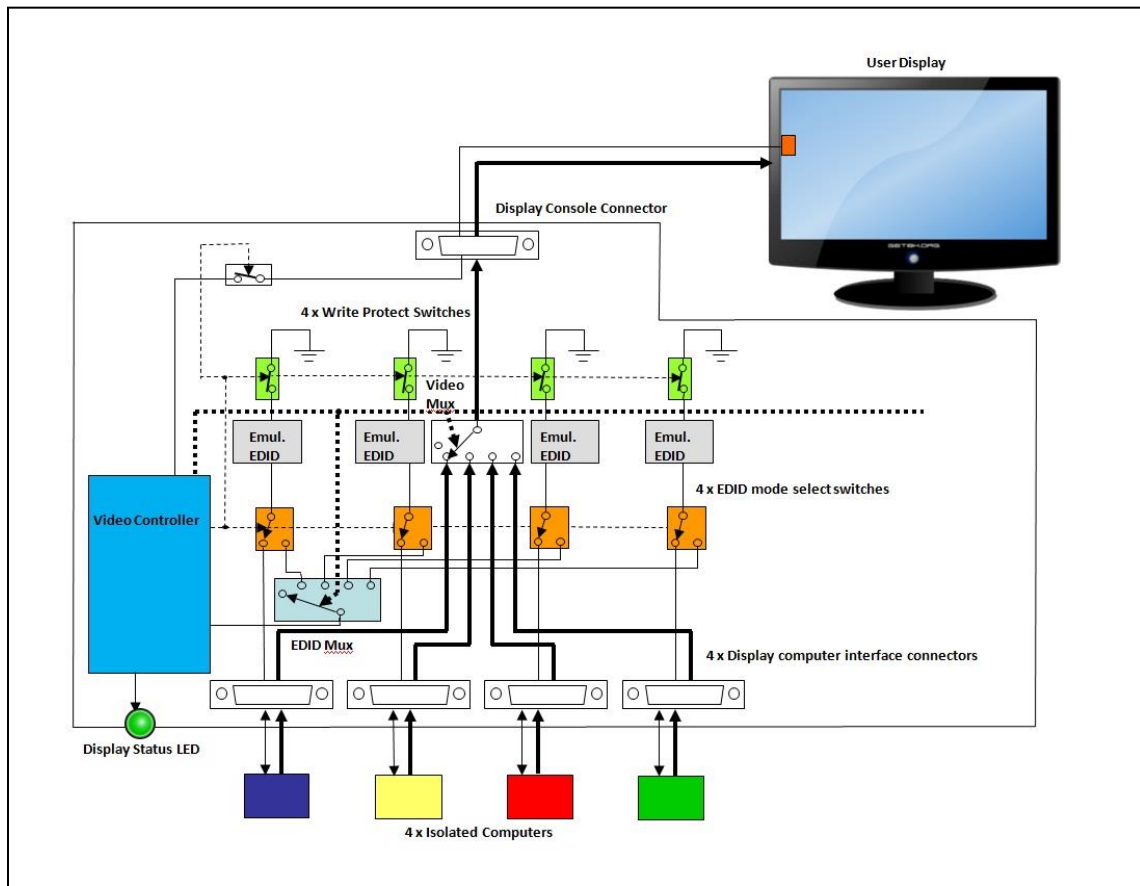 User Display
Display Console Connector
GETEK.ORG
4 x Write Protect Switches
Video
Mux
Emul.
EDID
Emul.
EDID
Emul.
EDID
Emul.
EDID
4 x EDID mode select switches
Video Controller
EDID Mux
4 x Display computer interface connectors
Display Status LED
4 x Isolated Computers